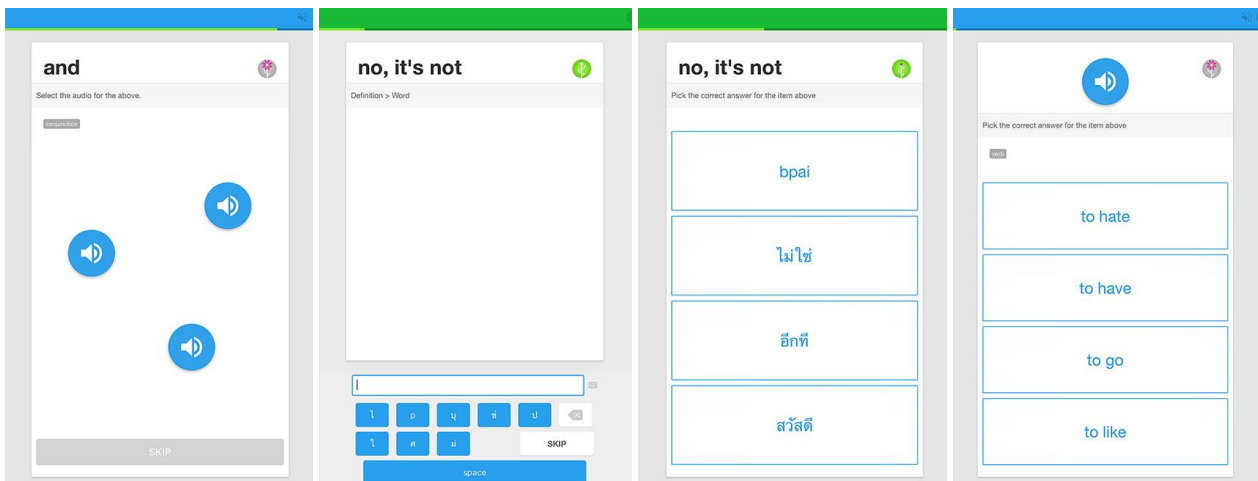 and
Select the audio for the above.
conjunction
SKIP
no, it's not
Definition > Word
ไ
p
บุ
ช่
ป
ใ
ศ
ม่
SKIP
space
no, it's not
Pick the correct answer for the item above
bpai
ไม่ใช่
อีกที
สวัสดี
Pick the correct answer for the item above
verb
to hate
to have
to go
to like